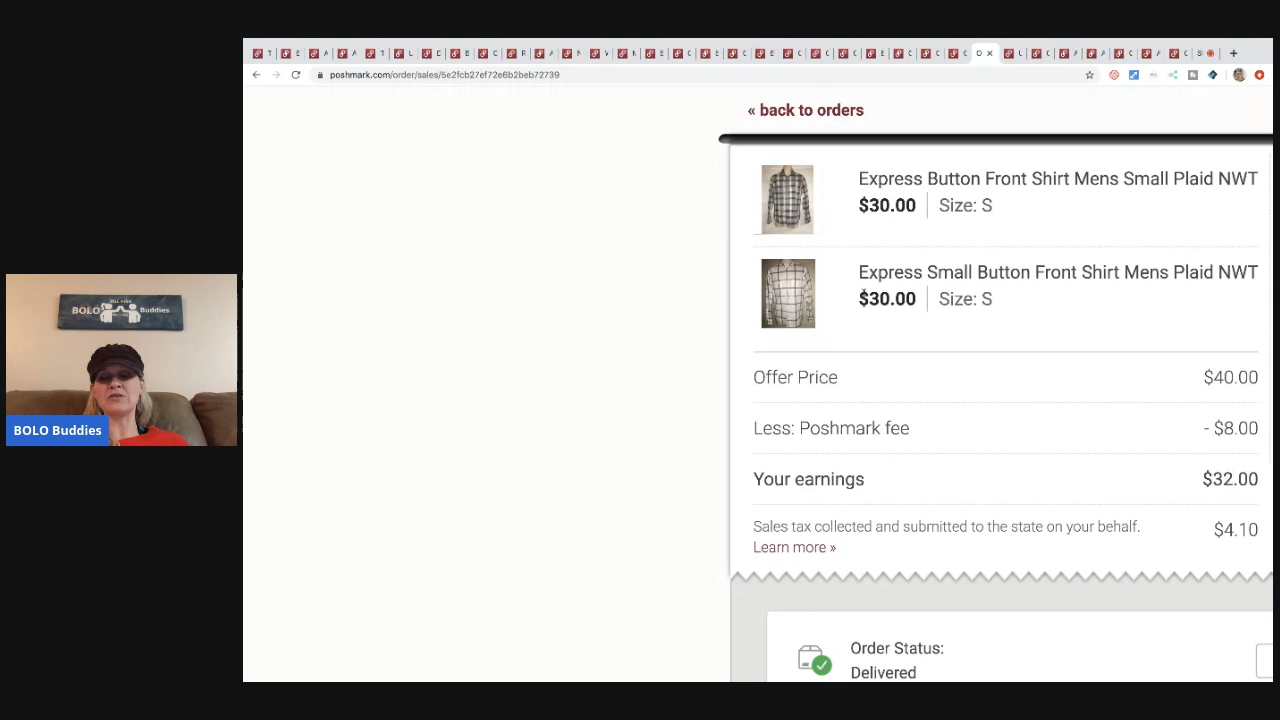 poshmark.com/order/sales/5e2fcb27ef72e6b2beb72739
« back to orders
Express Button Front Shirt Mens Small Plaid NWT
$30.00 | Size: S
Express Small Button Front Shirt Mens Plaid NWT
$30.00 | Size: S
Offer Price $40.00
Less: Poshmark fee - $8.00
Your earnings $32.00
Sales tax collected and submitted to the state on your behalf. $4.10
Learn more »
Order Status:
Delivered
BOLO Buddies
BOLO Buddies